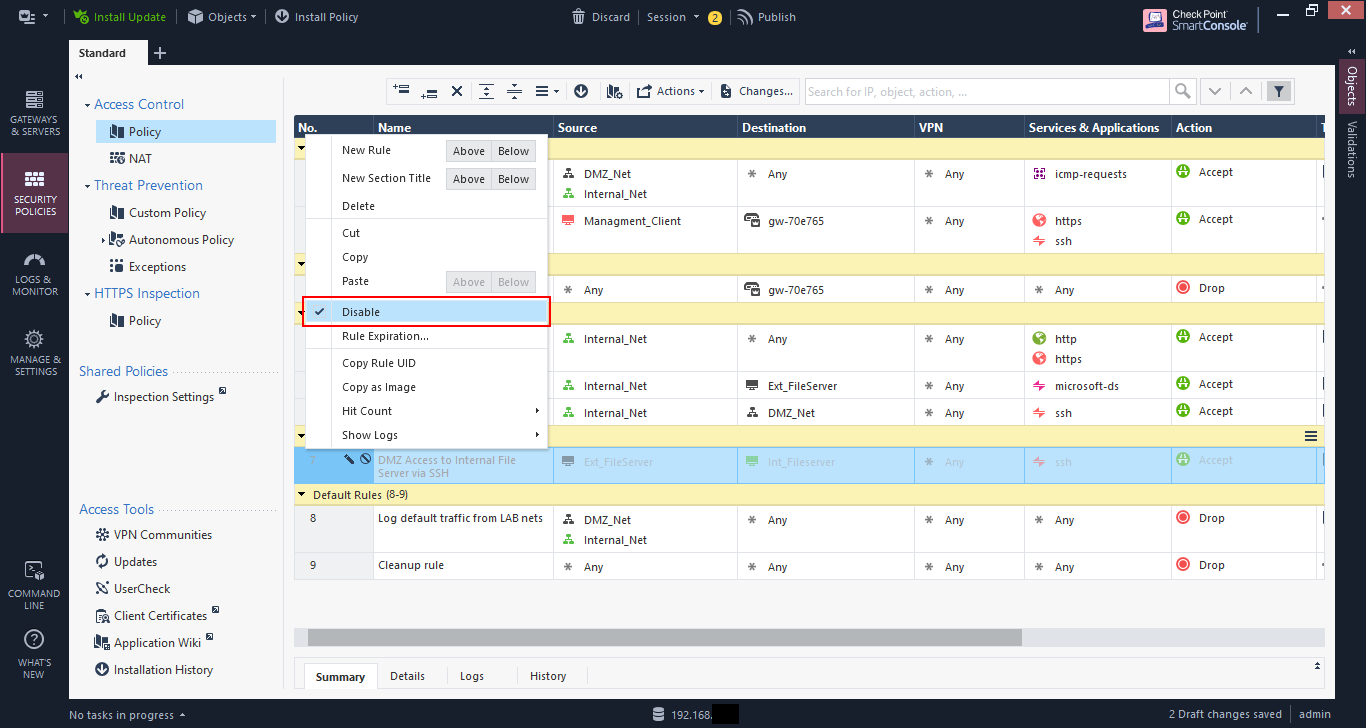 Install Update
Objects
Install Policy
Discard
Session
2
Publish
Check Point
SmartConsole
Standard
GATEWAYS
& SERVERS
SECURITY
POLICIES
LOGS &
MONITOR
MANAGE &
SETTINGS
COMMAND
LINE
WHAT'S
NEW
Access Control
Policy
NAT
Threat Prevention
Custom Policy
Autonomous Policy
Exceptions
HTTPS Inspection
Policy
Shared Policies
Inspection Settings
Access Tools
VPN Communities
Updates
UserCheck
Client Certificates
Application Wiki
Installation History
Actions
Changes...
Search for IP, object, action, ...
Objects
Validations
No. Name Source Destination VPN Services & Applications Action
New Rule Above Below
New Section Title Above Below
Delete
Cut
Copy
Paste Above Below
Disable
Rule Expiration...
Copy Rule UID
Copy as Image
Hit Count
Show Logs
DMZ_Net * Any * Any icmp-requests Accept
Internal_Net
Managment_Client gw-70e765 * Any https Accept
ssh
* Any gw-70e765 * Any * Any Drop
Internal_Net * Any * Any http Accept
https
Internal_Net Ext_FileServer * Any microsoft-ds Accept
Internal_Net DMZ_Net * Any ssh Accept
7 DMZ Access to Internal File Ext_FileServer Int_Fileserver * Any ssh Accept
Server via SSH
Default Rules (8-9)
8 Log default traffic from LAB nets DMZ_Net * Any * Any * Any Drop
Internal_Net
9 Cleanup rule * Any * Any * Any * Any Drop
Summary Details Logs History
No tasks in progress
192.168.
2 Draft changes saved
admin